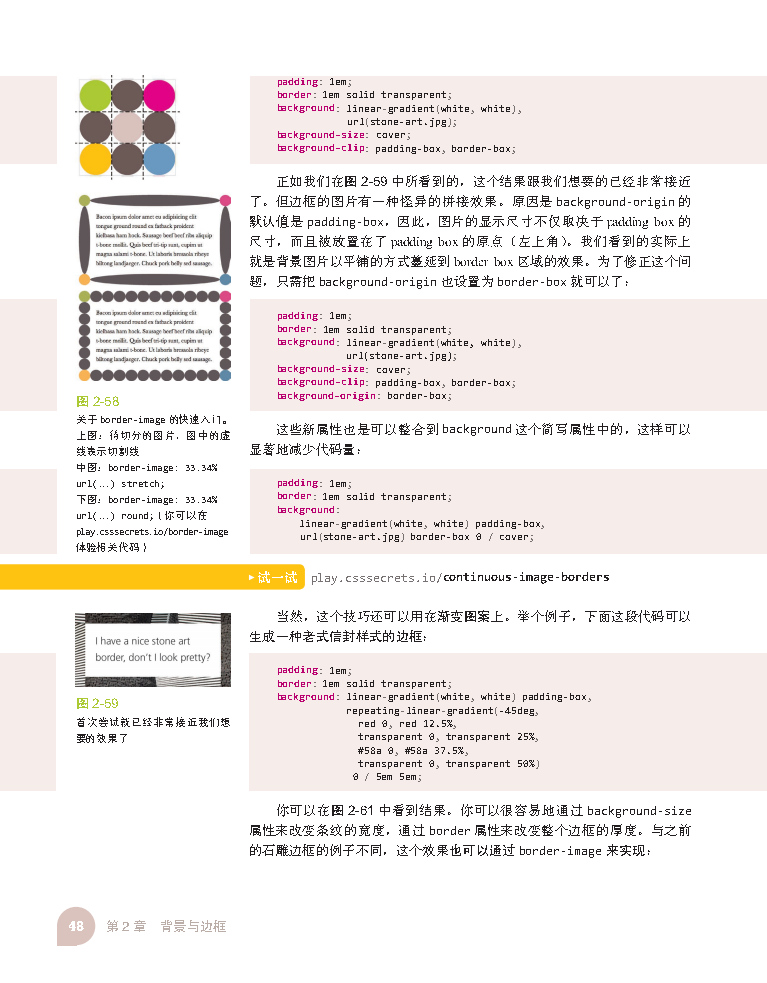 padding: 1em;
border: 1em solid transparent;
background: linear-gradient(white, white),
url(stone-art.jpg);
background-size: cover;
background-clip: padding-box, border-box;
正如我们在图 2-59 中所看到的，这个结果跟我们想要的已经非常接近
了。但边框的图片有一种怪异的拼接效果。原因是 background-origin 的
默认值是 padding-box，因此，图片的显示尺寸不仅取决于 padding box 的
尺寸，而且被放置在了 padding box 的原点（左上角）。我们看到的实际上
就是背景图片以平铺的方式蔓延到 border box 区域的效果。为了修正这个问
题，只需把 background-origin 也设置为 border-box 就可以了：
padding: 1em;
border: 1em solid transparent;
background: linear-gradient(white, white),
url(stone-art.jpg);
background-size: cover;
background-clip: padding-box, border-box;
background-origin: border-box;
这些新属性也是可以整合到 background 这个简写属性中的，这样可以
显著地减少代码量：
padding: 1em;
border: 1em solid transparent;
background:
linear-gradient(white, white) padding-box,
url(stone-art.jpg) border-box 0 / cover;
Bacon ipsum dolor amet eu adipisicing elit
tongue ground round ex fatback proident
kielbasa ham hock. Sausage beef beef ribs aliquip
t-bone mollit. Quis beef tri-tip sunt, cupim ut
magna salami t-bone. Ut laboris bresaola ribeye
biltong landjaeger. Chuck pork belly sed sausage.
Bacon ipsum dolor amet eu adipisicing elit
tongue ground round ex fatback proident
kielbasa ham hock. Sausage beef beef ribs aliquip
t-bone mollit. Quis beef tri-tip sunt, cupim ut
magna salami t-bone. Ut laboris bresaola ribeye
biltong landjaeger. Chuck pork belly sed sausage.
图 2-58
关于 border-image 的快速入门。
上图：待切分的图片，图中的虚
线表示切割线
中图：border-image: 33.34%
url(...) stretch;
下图：border-image: 33.34%
url(...) round;（你可以在
play.csssecrets.io/border-image
体验相关代码）
▶试一试 play.csssecrets.io/continuous-image-borders
I have a nice stone art
border, don't I look pretty?
图 2-59
首次尝试就已经非常接近我们想
要的效果了
当然，这个技巧还可以用在渐变图案上。举个例子，下面这段代码可以
生成一种老式信封样式的边框：
padding: 1em;
border: 1em solid transparent;
background: linear-gradient(white, white) padding-box,
repeating-linear-gradient(-45deg,
red 0, red 12.5%,
transparent 0, transparent 25%,
#58a 0, #58a 37.5%,
transparent 0, transparent 50%)
0 / 5em 5em;
你可以在图 2-61 中看到结果。你可以很容易地通过 background-size
属性来改变条纹的宽度，通过 border 属性来改变整个边框的厚度。与之前
的石雕边框的例子不同，这个效果也可以通过 border-image 来实现：
48 第 2 章 背景与边框